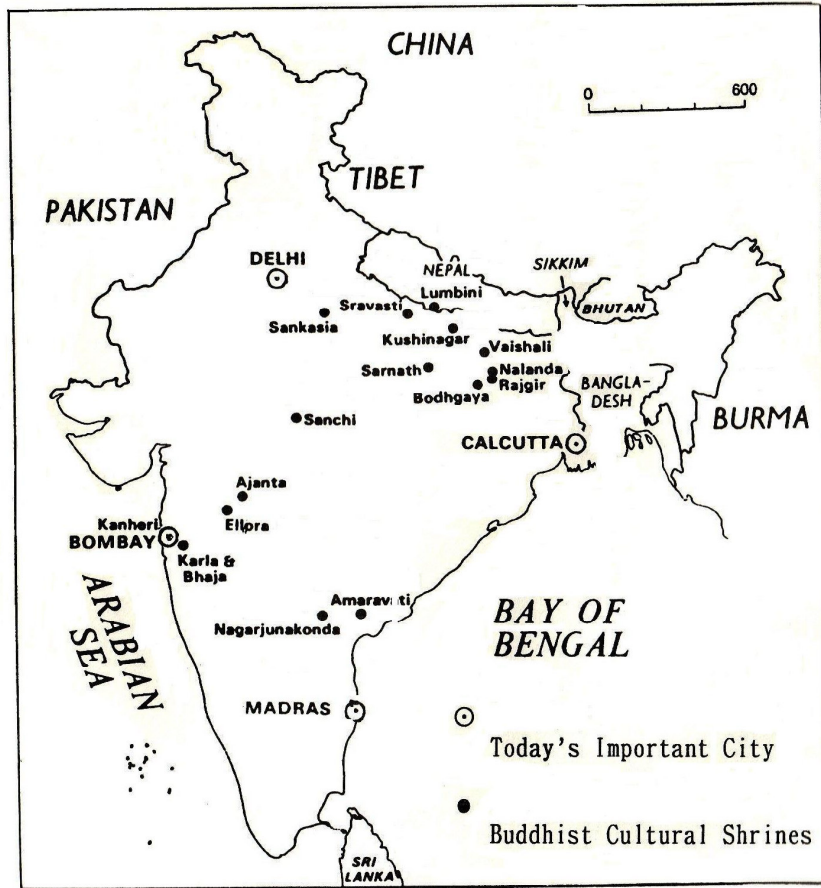 CHINA
0 600
TIBET
PAKISTAN
DELHI
NEPAL
SIKKIM
Lumbini
BHUTAN
Sravasti
Sankasia
Kushinagar
Vaishali
Sarnath
Nalanda
Rajgir
Bodhgaya
BANGLA-
DESH
BURMA
Sanchi
CALCUTTA
Ajanta
Ellora
Kanheri
BOMBAY
Karla &
Bhaja
ARABIAN
SEA
Amaravati
Nagarjunakonda
BAY OF
BENGAL
MADRAS
Today's Important City
Buddhist Cultural Shrines
SRI
LANKA